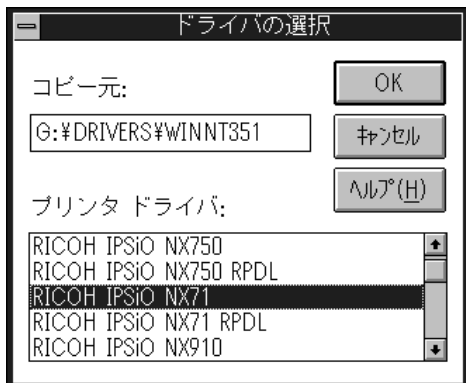 ドライバの選択
コピー元:
OK
G:¥DRIVERS¥WINNT351
ｷｬﾝｾﾙ
ﾍﾙﾌﾟ(H)
プリンタ ドライバ:
RICOH IPSiO NX750
RICOH IPSiO NX750 RPDL
RICOH IPSiO NX71
RICOH IPSiO NX71 RPDL
RICOH IPSiO NX910